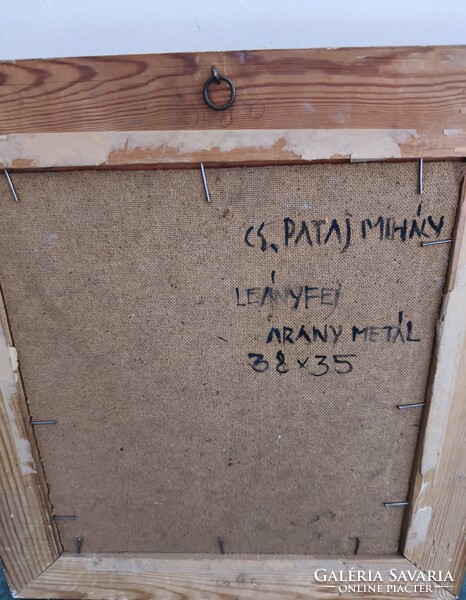 CS. PATAJ MIHÁLY
LEÁNYFEJ
ARANY METÁL
38 x 35
GALÉRIA SAVARIA
ONLINE PIACTÉR